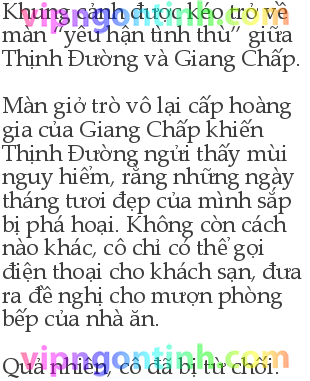 Khung cảnh được kéo trở về
màn "yêu hận tình thù" giữa
Thịnh Đường và Giang Chấp.
Màn giở trò vô lại cấp hoàng
gia của Giang Chấp khiến
Thịnh Đường ngửi thấy mùi
nguy hiểm, rằng những ngày
tháng tươi đẹp của mình sắp
bị phá hoại. Không còn cách
nào khác, cô chỉ có thể gọi
điện thoại cho khách sạn, đưa
ra đề nghị cho mượn phòng
bếp của nhà ăn.
Quả nhiên, cô đã bị từ chối.
vipngontinh.com
vipngontinh.com